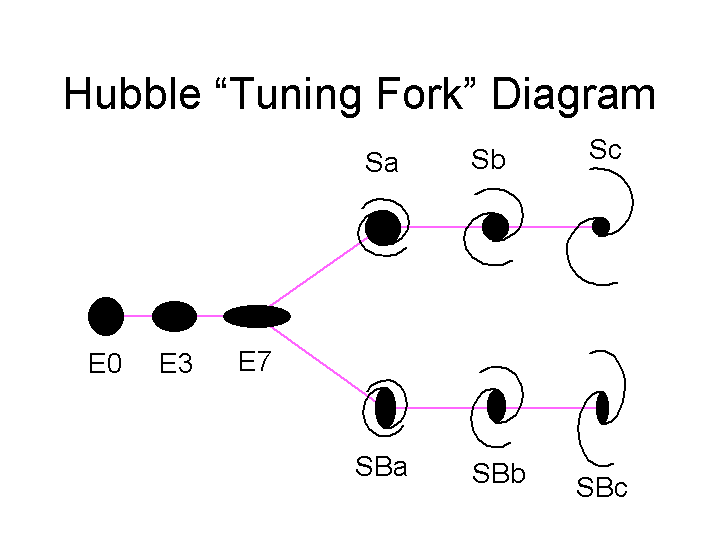 Hubble “Tuning Fork” Diagram
Sa
Sb
Sc
E0
E3
E7
SBa
SBb
SBc